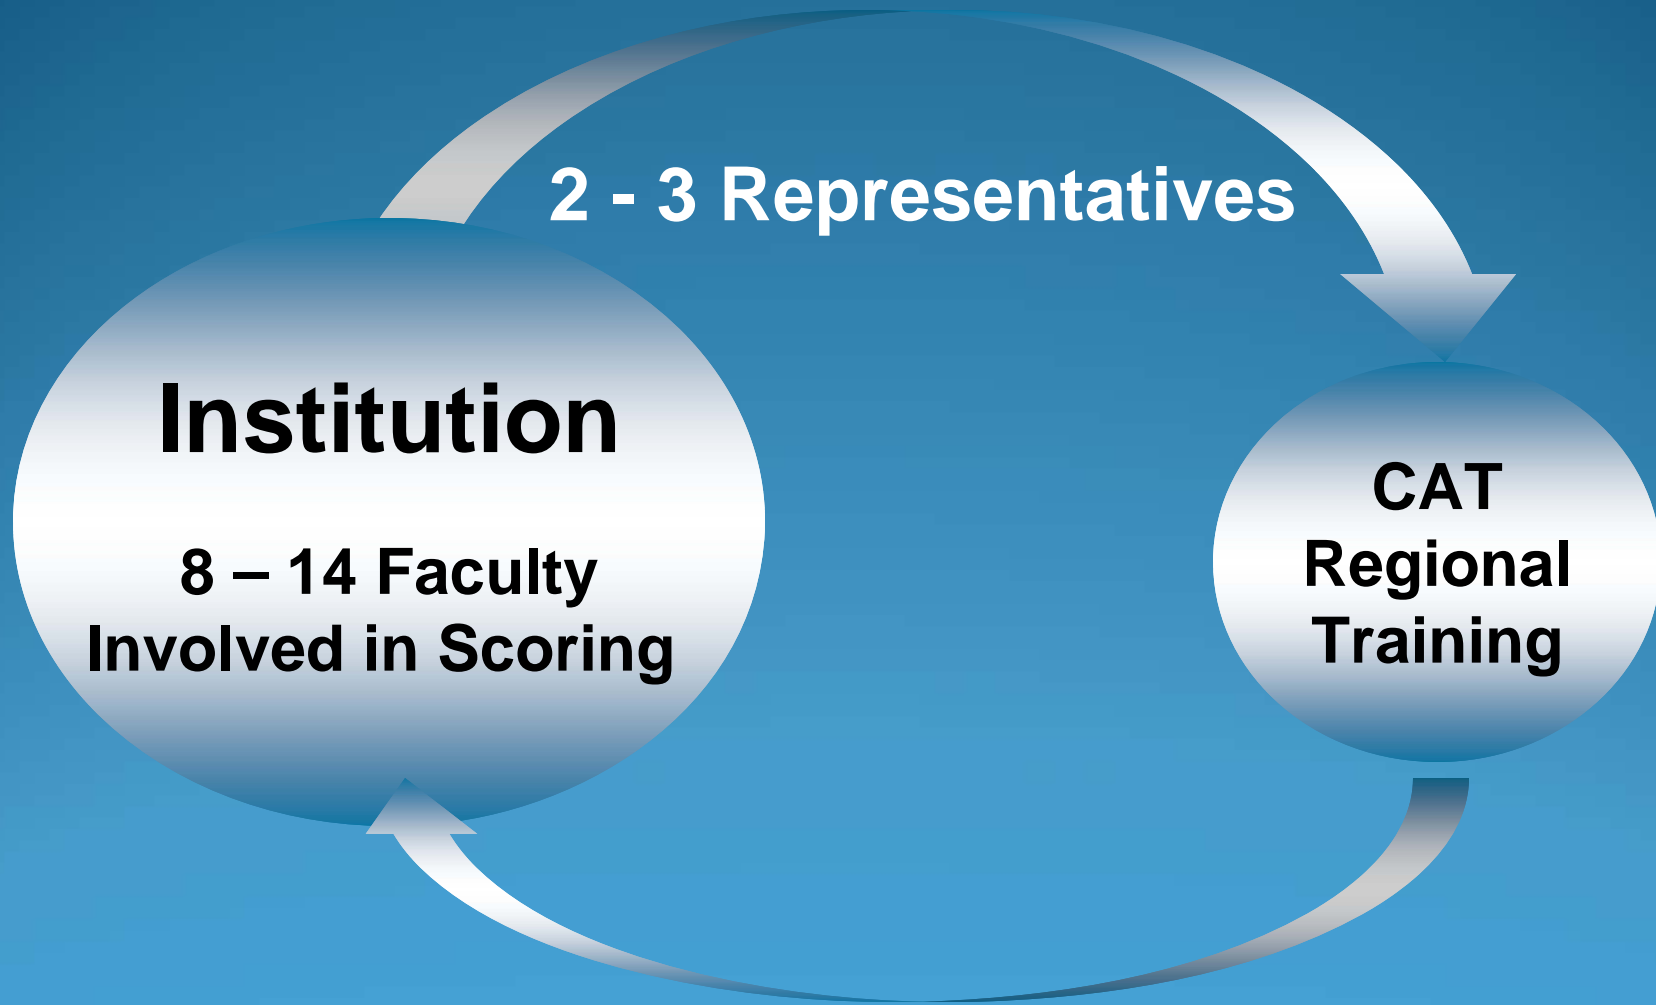 2 - 3 Representatives
Institution
8 – 14 Faculty
Involved in Scoring
CAT
Regional
Training